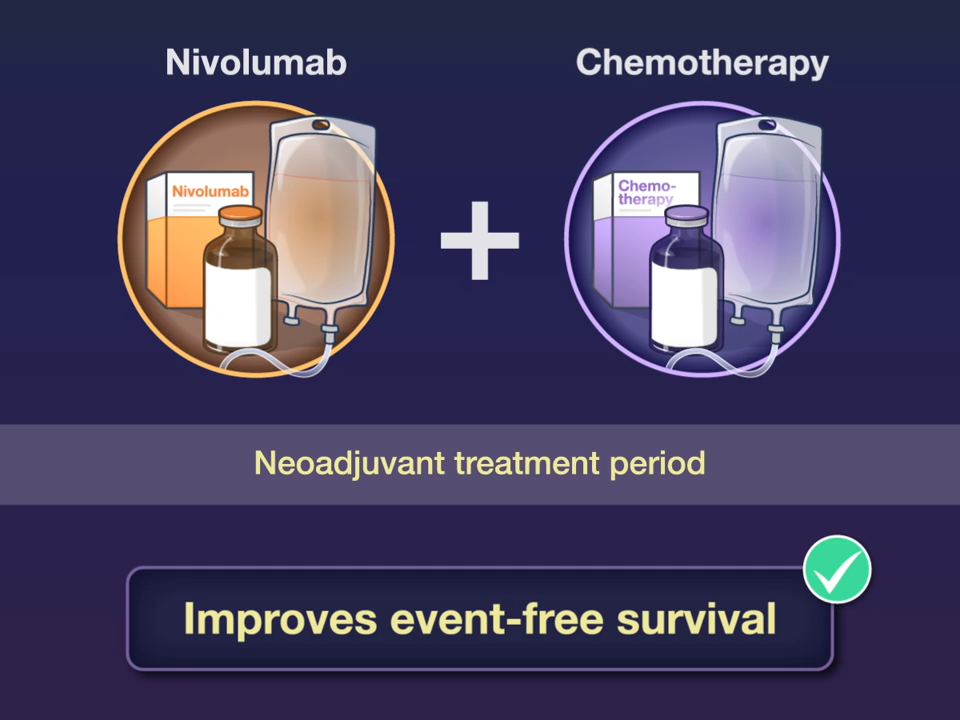 Nivolumab
Chemotherapy
Nivolumab
Chemo-
therapy
+
Neoadjuvant treatment period
Improves event-free survival